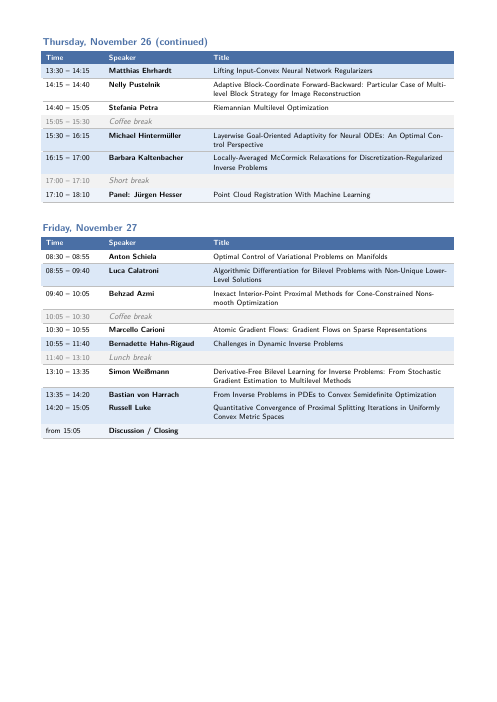 Thursday, November 26 (continued)
Time Speaker Title
13:30 – 14:15 Matthias Ehrhardt Lifting Input-Convex Neural Network Regularizers
14:15 – 14:40 Nelly Pustelnik Adaptive Block-Coordinate Forward-Backward: Particular Case of Multi-
level Block Strategy for Image Reconstruction
14:40 – 15:05 Stefania Petra Riemannian Multilevel Optimization
15:05 – 15:30 Coffee break
15:30 – 16:15 Michael Hintermüller Layerwise Goal-Oriented Adaptivity for Neural ODEs: An Optimal Con-
trol Perspective
16:15 – 17:00 Barbara Kaltenbacher Locally-Averaged McCormick Relaxations for Discretization-Regularized
Inverse Problems
17:00 – 17:10 Short break
17:10 – 18:10 Panel: Jürgen Hesser Point Cloud Registration With Machine Learning
Friday, November 27
Time Speaker Title
08:30 – 08:55 Anton Schiela Optimal Control of Variational Problems on Manifolds
08:55 – 09:40 Luca Calatroni Algorithmic Differentiation for Bilevel Problems with Non-Unique Lower-
Level Solutions
09:40 – 10:05 Behzad Azmi Inexact Interior-Point Proximal Methods for Cone-Constrained Nons-
mooth Optimization
10:05 – 10:30 Coffee break
10:30 – 10:55 Marcello Carioni Atomic Gradient Flows: Gradient Flows on Sparse Representations
10:55 – 11:40 Bernadette Hahn-Rigaud Challenges in Dynamic Inverse Problems
11:40 – 13:10 Lunch break
13:10 – 13:35 Simon Weißmann Derivative-Free Bilevel Learning for Inverse Problems: From Stochastic
Gradient Estimation to Multilevel Methods
13:35 – 14:20 Bastian von Harrach From Inverse Problems in PDEs to Convex Semidefinite Optimization
14:20 – 15:05 Russell Luke Quantitative Convergence of Proximal Splitting Iterations in Uniformly
Convex Metric Spaces
from 15:05 Discussion / Closing